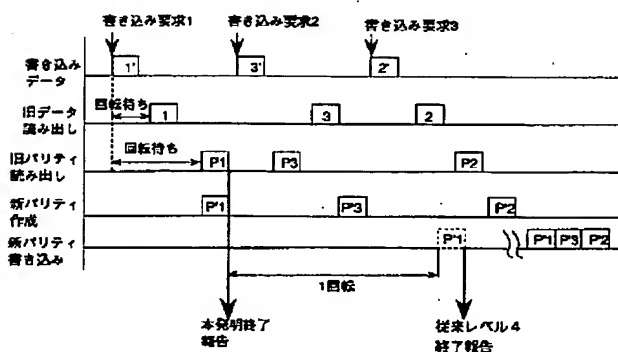 書き込み要求1 書き込み要求2 書き込み要求3
書き込み
データ
1' 3' 2'
回転待ち
旧データ
読み出し
1 3 2
回転待ち
旧パリティ
読み出し
P1 P3 P2
新パリティ
作成
P'1 P'3 P'2
新パリティ
書き込み
P'1 P'1 P'3 P'2
1回転
本発明終了
報告
従来レベル4
終了報告